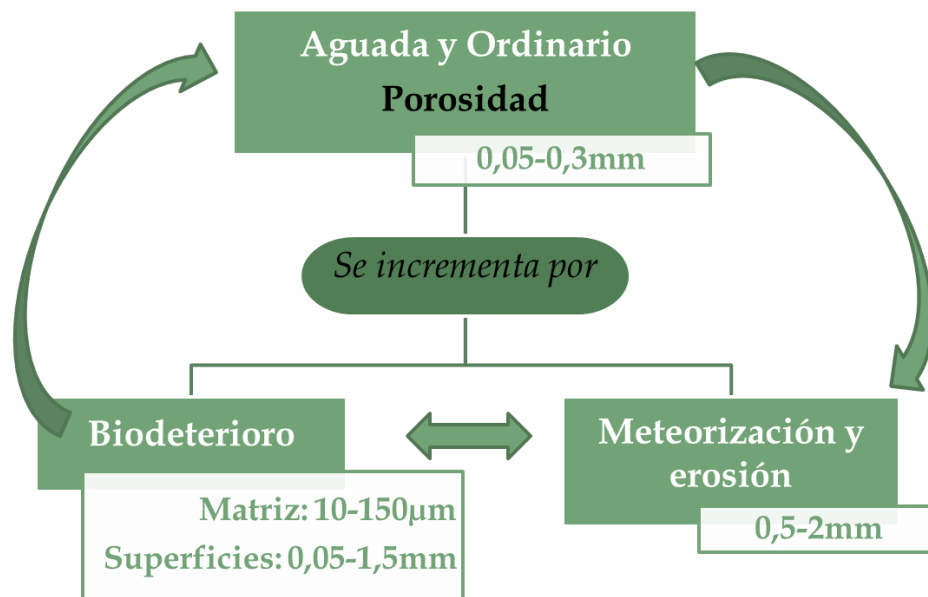 Aguada y Ordinario
Porosidad
0,05-0,3mm
Se incrementa por
Biodeterioro
Matriz: 10-150µm
Superficies: 0,05-1,5mm
Meteorización y
erosión
0,5-2mm